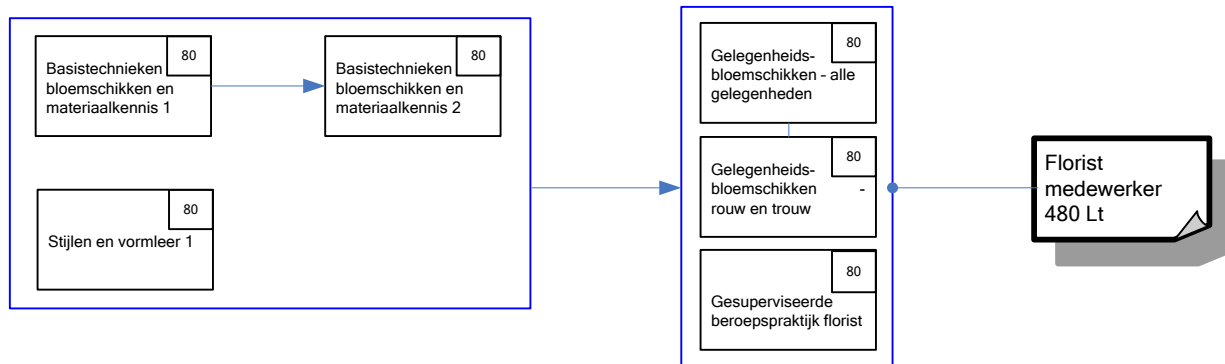 80
Basistechnieken
bloemschikken en
materiaalkennis 1
80
Basistechnieken
bloemschikken en
materiaalkennis 2
80
Stijlen en vormleer 1
80
Gelegenheids-
bloemschikken - alle
gelegenheden
80
Gelegenheids-
bloemschikken -
rouw en trouw
80
Gesuperviseerde
beroepspraktijk florist
Florist
medewerker
480 Lt